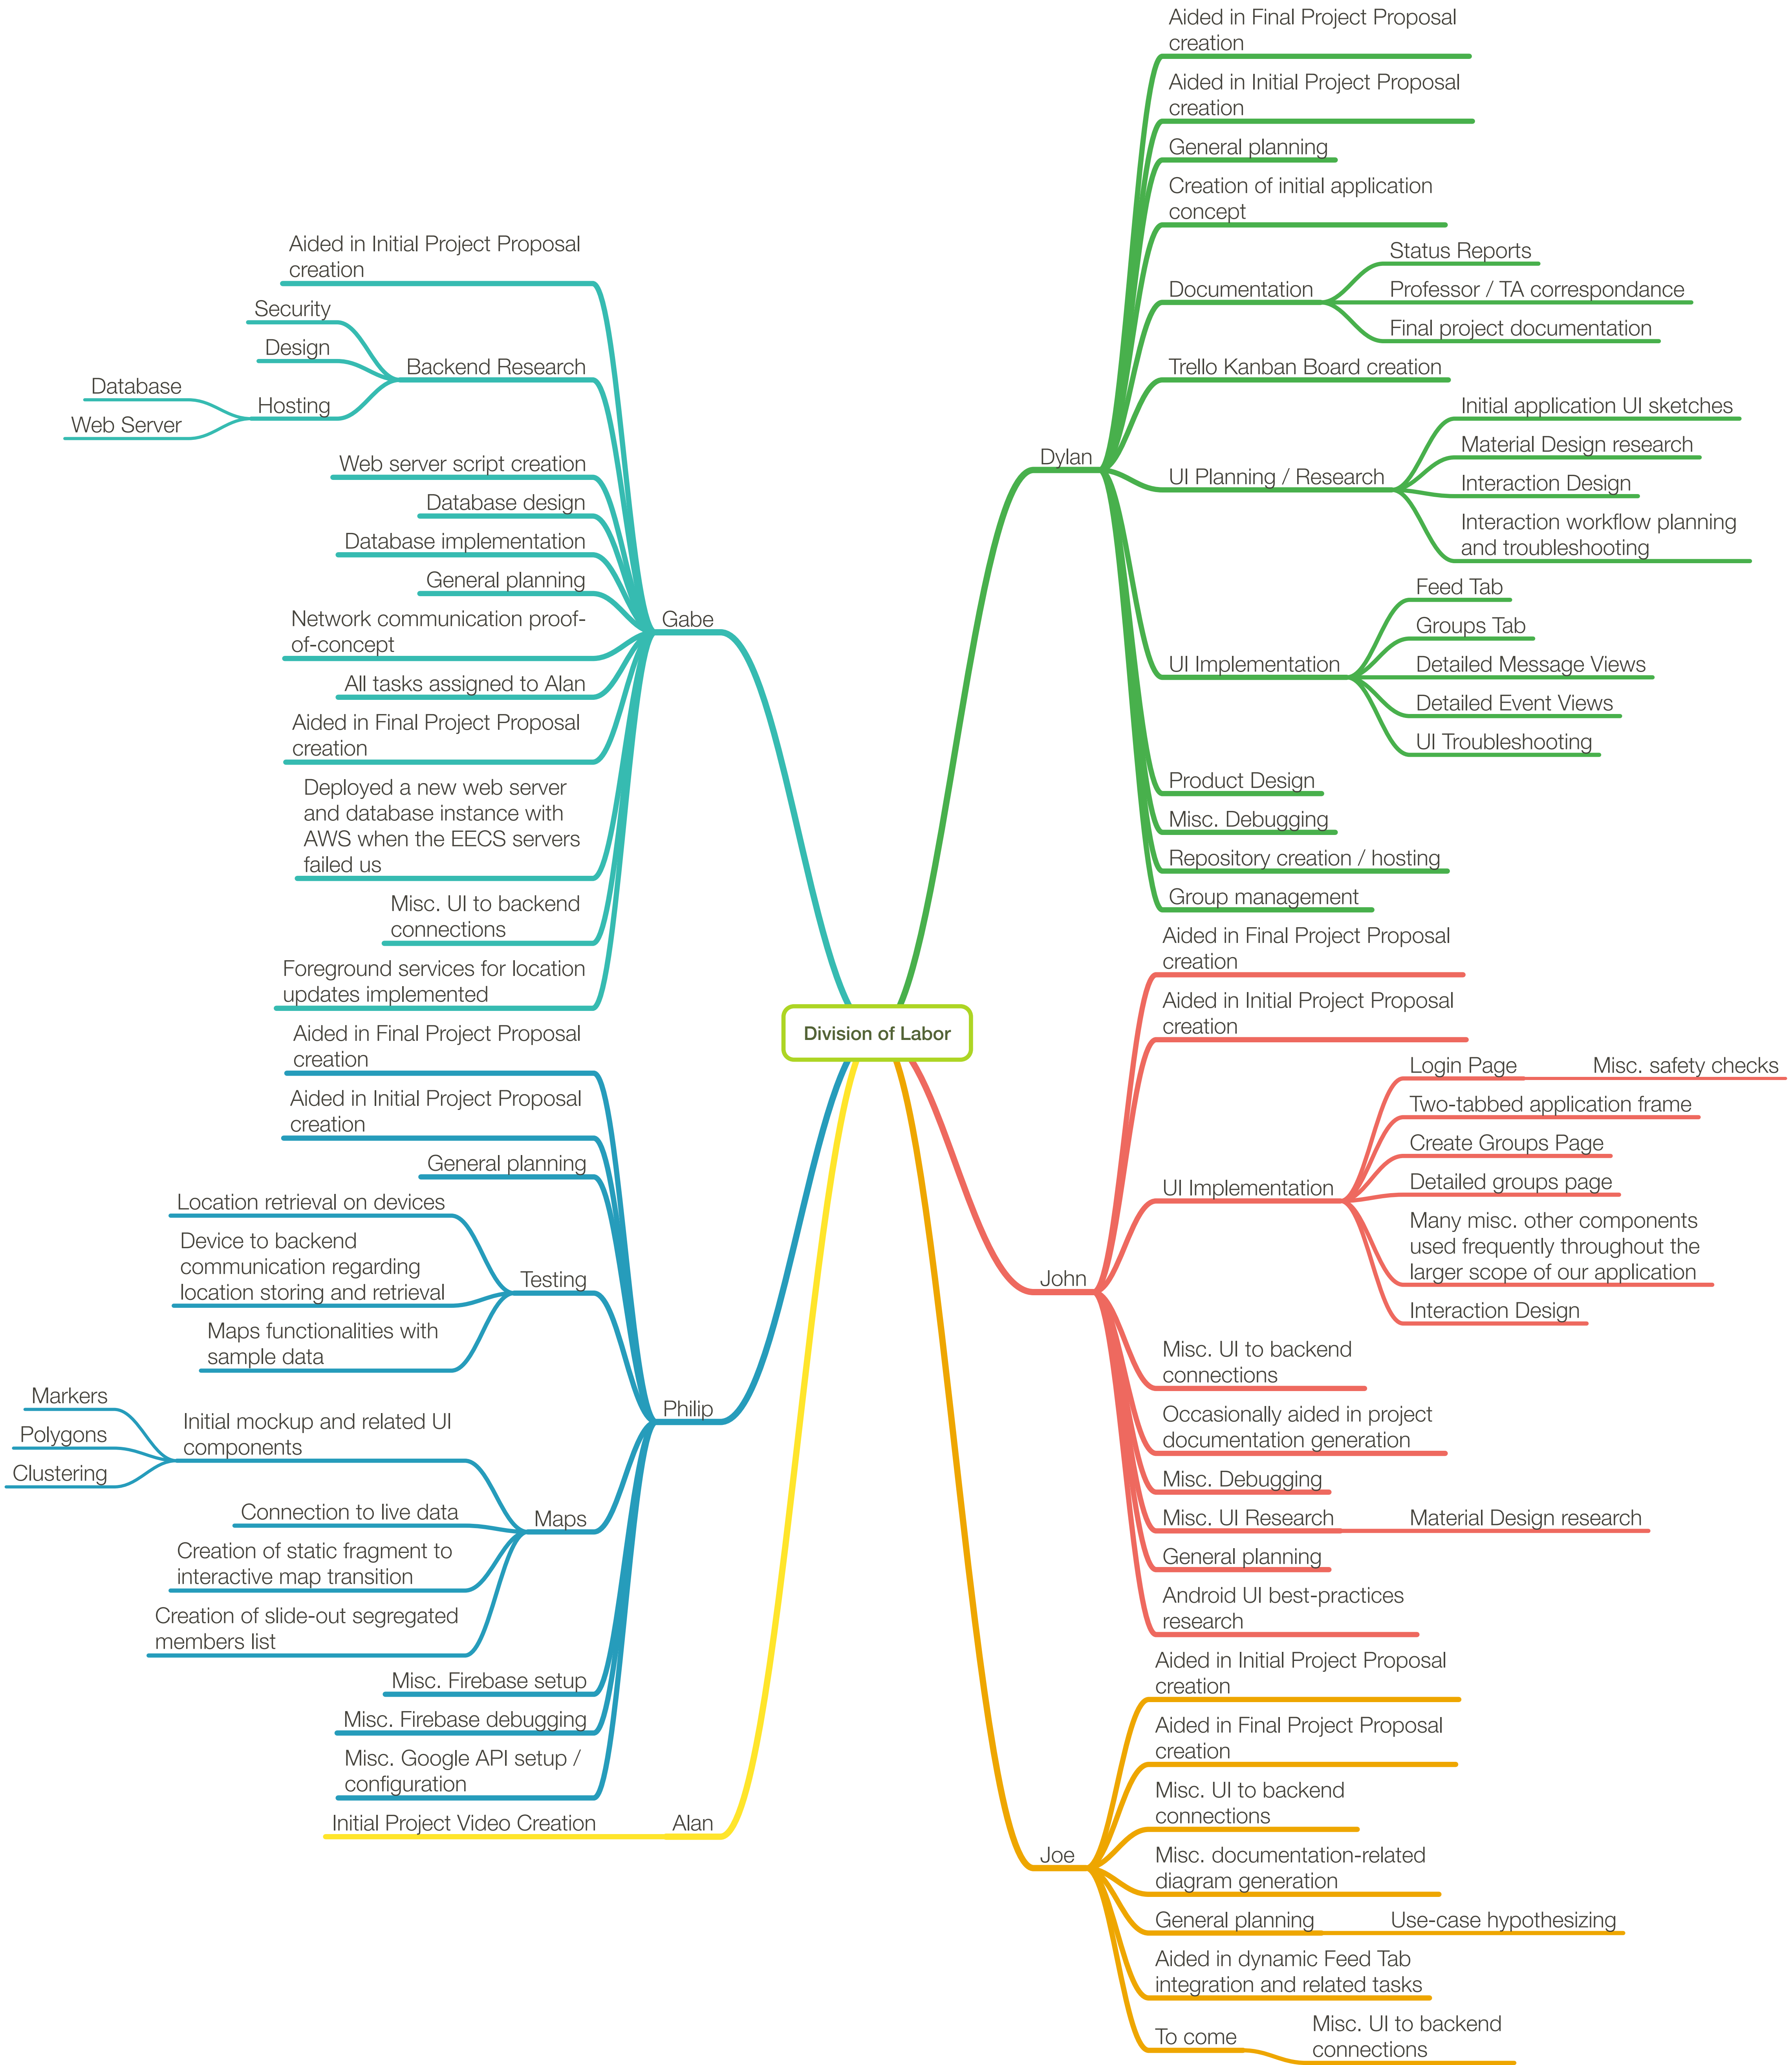 Division of Labor
Dylan
Aided in Final Project Proposal
creation
Aided in Initial Project Proposal
creation
General planning
Creation of initial application
concept
Documentation
Status Reports
Professor / TA correspondance
Final project documentation
Trello Kanban Board creation
UI Planning / Research
Initial application UI sketches
Material Design research
Interaction Design
Interaction workflow planning
and troubleshooting
UI Implementation
Feed Tab
Groups Tab
Detailed Message Views
Detailed Event Views
UI Troubleshooting
Product Design
Misc. Debugging
Repository creation / hosting
Group management
John
Aided in Final Project Proposal
creation
Aided in Initial Project Proposal
creation
UI Implementation
Login Page
Misc. safety checks
Two-tabbed application frame
Create Groups Page
Detailed groups page
Many misc. other components
used frequently throughout the
larger scope of our application
Interaction Design
Misc. UI to backend
connections
Occasionally aided in project
documentation generation
Misc. Debugging
Misc. UI Research
Material Design research
General planning
Android UI best-practices
research
Joe
Aided in Initial Project Proposal
creation
Aided in Final Project Proposal
creation
Misc. UI to backend
connections
Misc. documentation-related
diagram generation
General planning
Use-case hypothesizing
Aided in dynamic Feed Tab
integration and related tasks
To come
Misc. UI to backend
connections
Gabe
Aided in Initial Project Proposal
creation
Backend Research
Security
Design
Hosting
Database
Web Server
Web server script creation
Database design
Database implementation
General planning
Network communication proof-
of-concept
All tasks assigned to Alan
Aided in Final Project Proposal
creation
Deployed a new web server
and database instance with
AWS when the EECS servers
failed us
Misc. UI to backend
connections
Foreground services for location
updates implemented
Philip
Aided in Final Project Proposal
creation
Aided in Initial Project Proposal
creation
General planning
Testing
Location retrieval on devices
Device to backend
communication regarding
location storing and retrieval
Maps functionalities with
sample data
Maps
Initial mockup and related UI
components
Markers
Polygons
Clustering
Connection to live data
Creation of static fragment to
interactive map transition
Creation of slide-out segregated
members list
Misc. Firebase setup
Misc. Firebase debugging
Misc. Google API setup /
configuration
Alan
Initial Project Video Creation